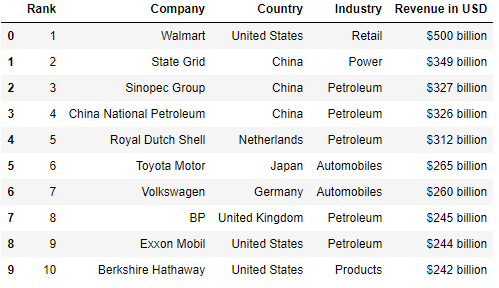 Rank Company Country Industry Revenue in USD
0 1 Walmart United States Retail $500 billion
1 2 State Grid China Power $349 billion
2 3 Sinopec Group China Petroleum $327 billion
3 4 China National Petroleum China Petroleum $326 billion
4 5 Royal Dutch Shell Netherlands Petroleum $312 billion
5 6 Toyota Motor Japan Automobiles $265 billion
6 7 Volkswagen Germany Automobiles $260 billion
7 8 BP United Kingdom Petroleum $245 billion
8 9 Exxon Mobil United States Petroleum $244 billion
9 10 Berkshire Hathaway United States Products $242 billion